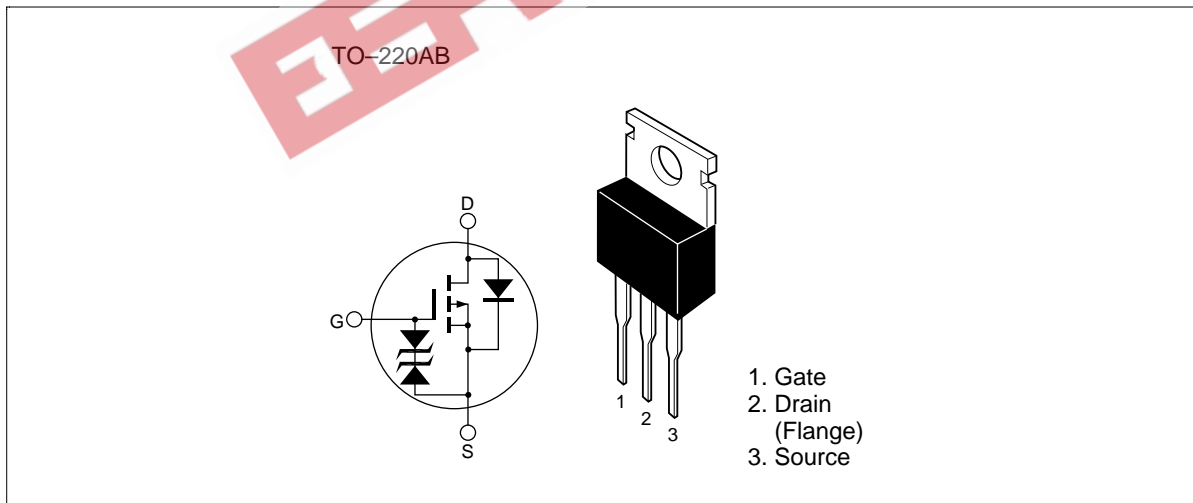 TO–220AB
D
G
S
1
2
3
1. Gate
2. Drain
(Flange)
3. Source